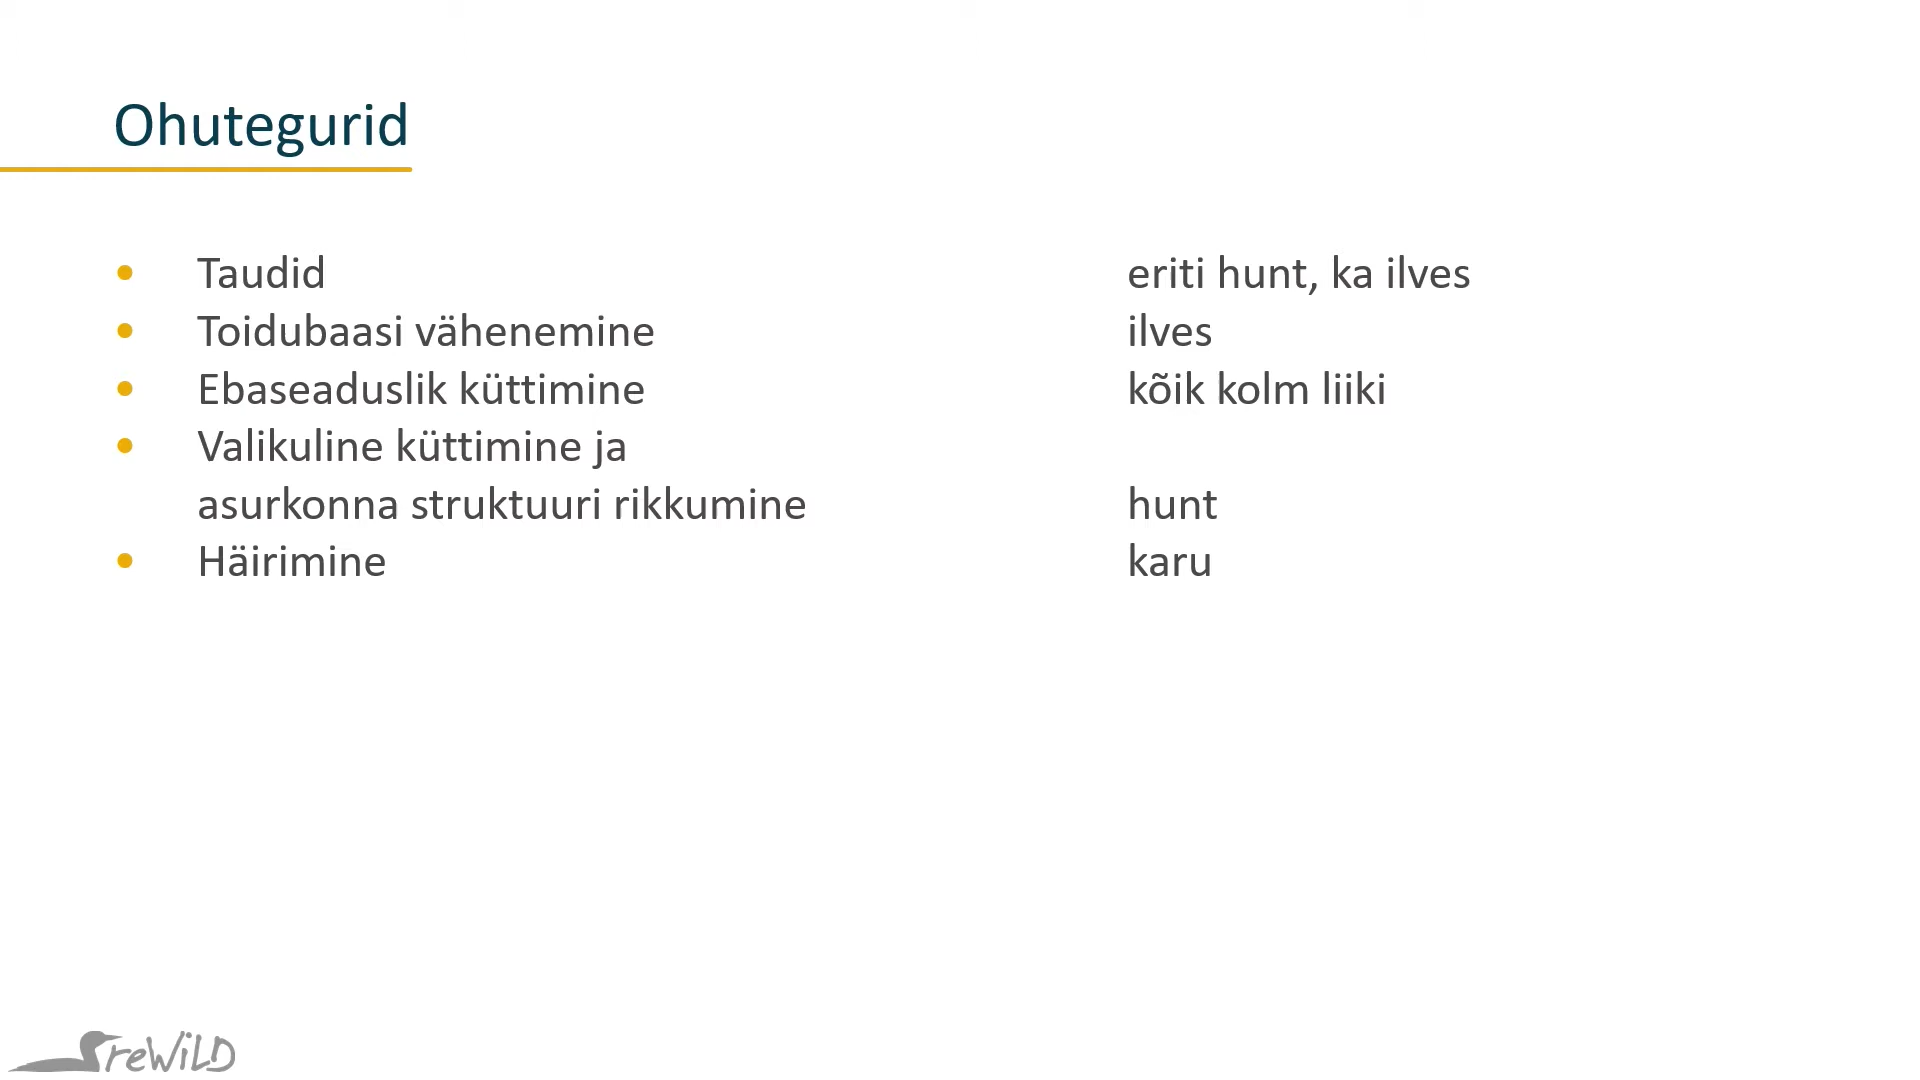 Ohutegurid
• Taudid eriti hunt, ka ilves
• Toidubaasi vähenemine ilves
• Ebaseaduslik küttimine kõik kolm liiki
• Valikuline küttimine ja
asurkonna struktuuri rikkumine hunt
• Häirimine karu
reWiLD